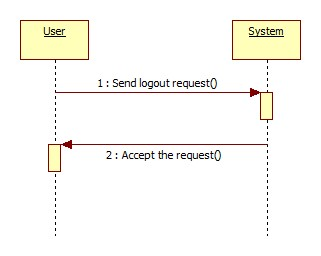 User
System
1 : Send logout request()
2 : Accept the request()